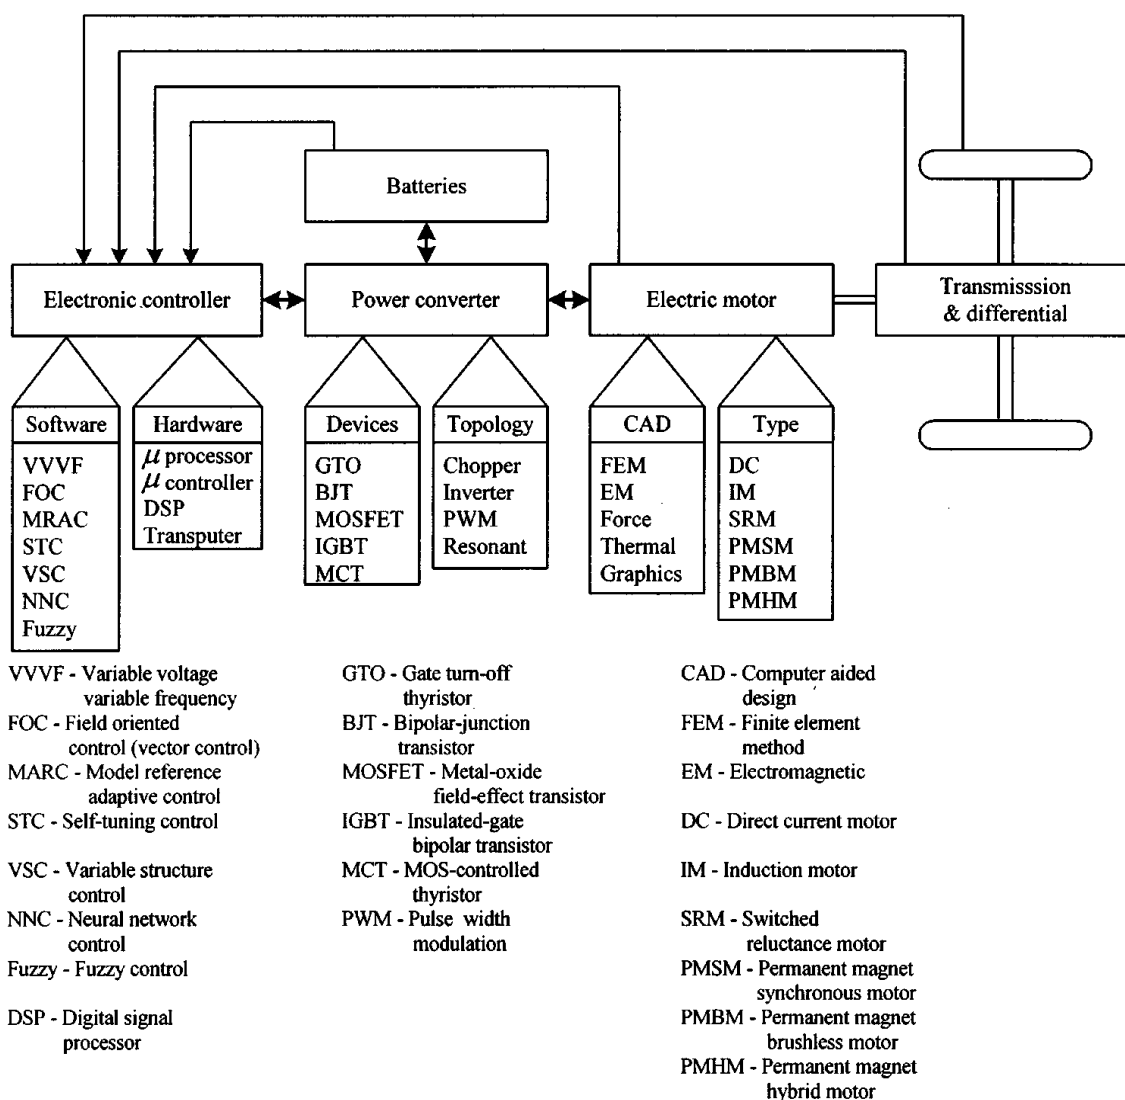 Batteries
Electronic controller
Power converter
Electric motor
Transmisssion
& differential
Software
VVVF
FOC
MRAC
STC
VSC
NNC
Fuzzy
Hardware
μ processor
μ controller
DSP
Transputer
Devices
GTO
BJT
MOSFET
IGBT
MCT
Topology
Chopper
Inverter
PWM
Resonant
CAD
FEM
EM
Force
Thermal
Graphics
Type
DC
IM
SRM
PMSM
PMBM
PMHM
VVVF - Variable voltage
variable frequency
FOC - Field oriented
control (vector control)
MARC - Model reference
adaptive control
STC - Self-tuning control
VSC - Variable structure
control
NNC - Neural network
control
Fuzzy - Fuzzy control
DSP - Digital signal
processor
GTO - Gate turn-off
thyristor
BJT - Bipolar-junction
transistor
MOSFET - Metal-oxide
field-effect transistor
IGBT - Insulated-gate
bipolar transistor
MCT - MOS-controlled
thyristor
PWM - Pulse width
modulation
CAD - Computer aided
design
FEM - Finite element
method
EM - Electromagnetic
DC - Direct current motor
IM - Induction motor
SRM - Switched
reluctance motor
PMSM - Permanent magnet
synchronous motor
PMBM - Permanent magnet
brushless motor
PMHM - Permanent magnet
hybrid motor